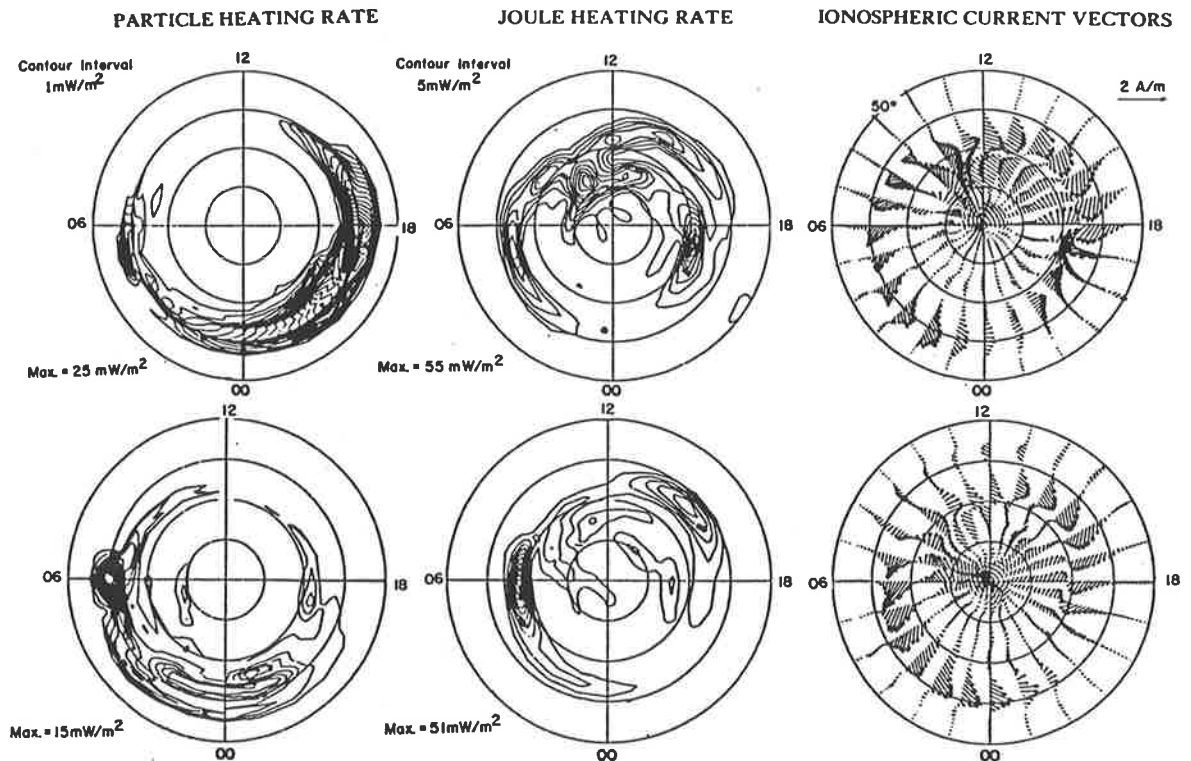 PARTICLE HEATING RATE
JOULE HEATING RATE
IONOSPHERIC CURRENT VECTORS
Contour Interval
1mW/m²
12
06
18
00
Max. = 25 mW/m²
Contour Interval
5mW/m²
12
06
18
00
Max. = 55 mW/m²
12
2 A/m
50°
06
18
00
12
06
18
00
Max. = 15mW/m²
12
06
18
00
Max. = 51mW/m²
12
06
18
00